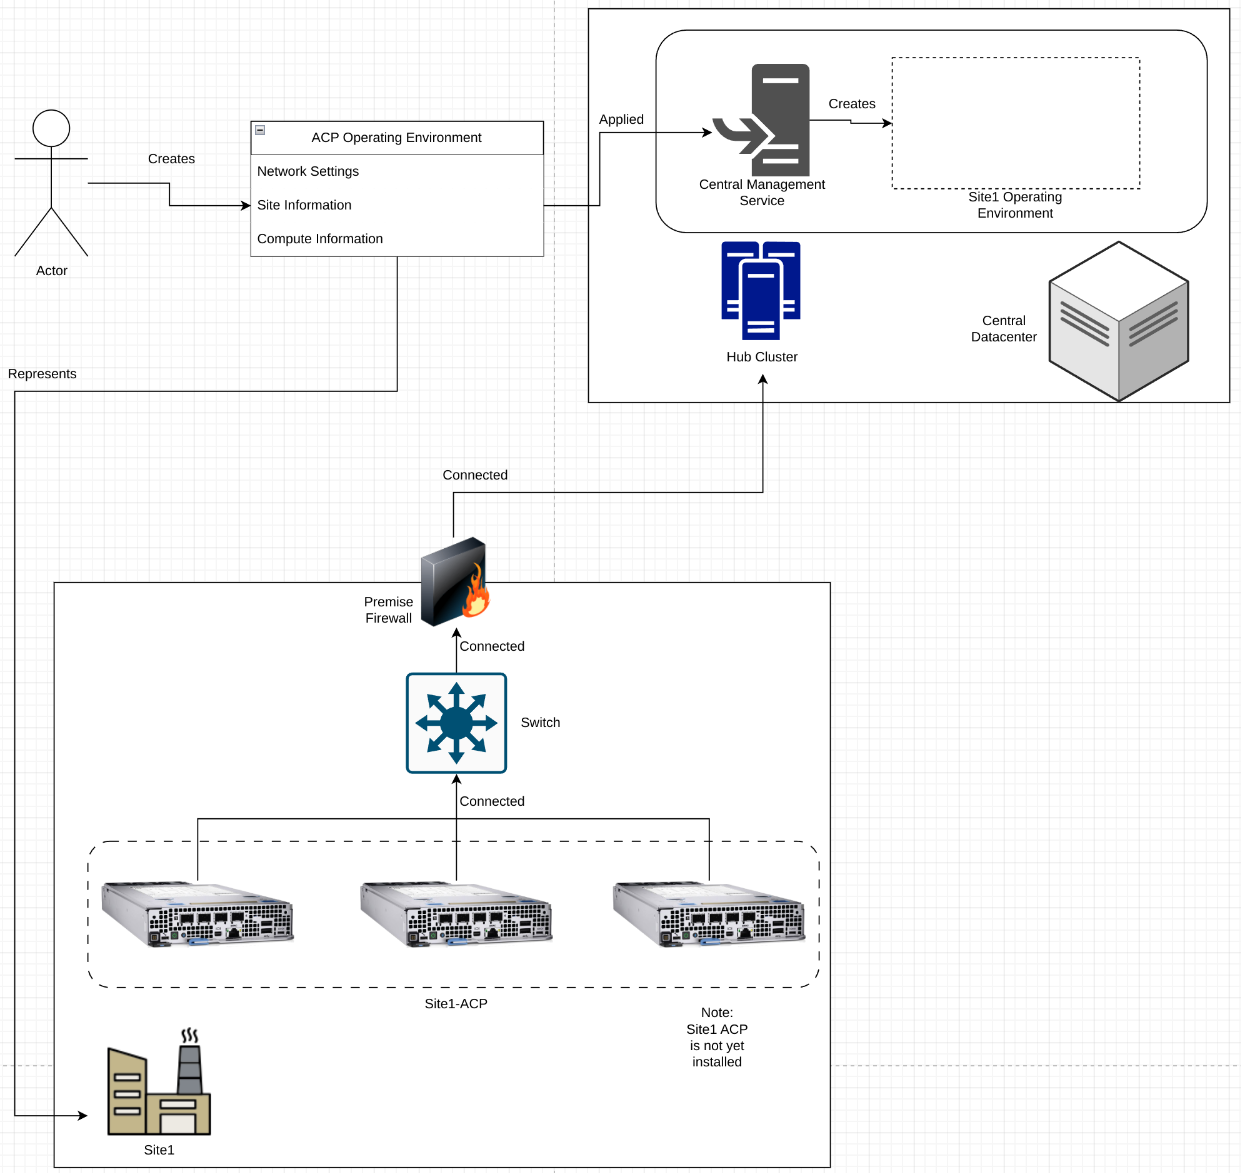 ACP Operating Environment
Network Settings
Site Information
Compute Information
Creates
Actor
Represents
Applied
Creates
Central Management
Service
Site1 Operating
Environment
Hub Cluster
Central
Datacenter
Connected
Premise
Firewall
Connected
Switch
Connected
Site1-ACP
Note:
Site1 ACP
is not yet
installed
Site1